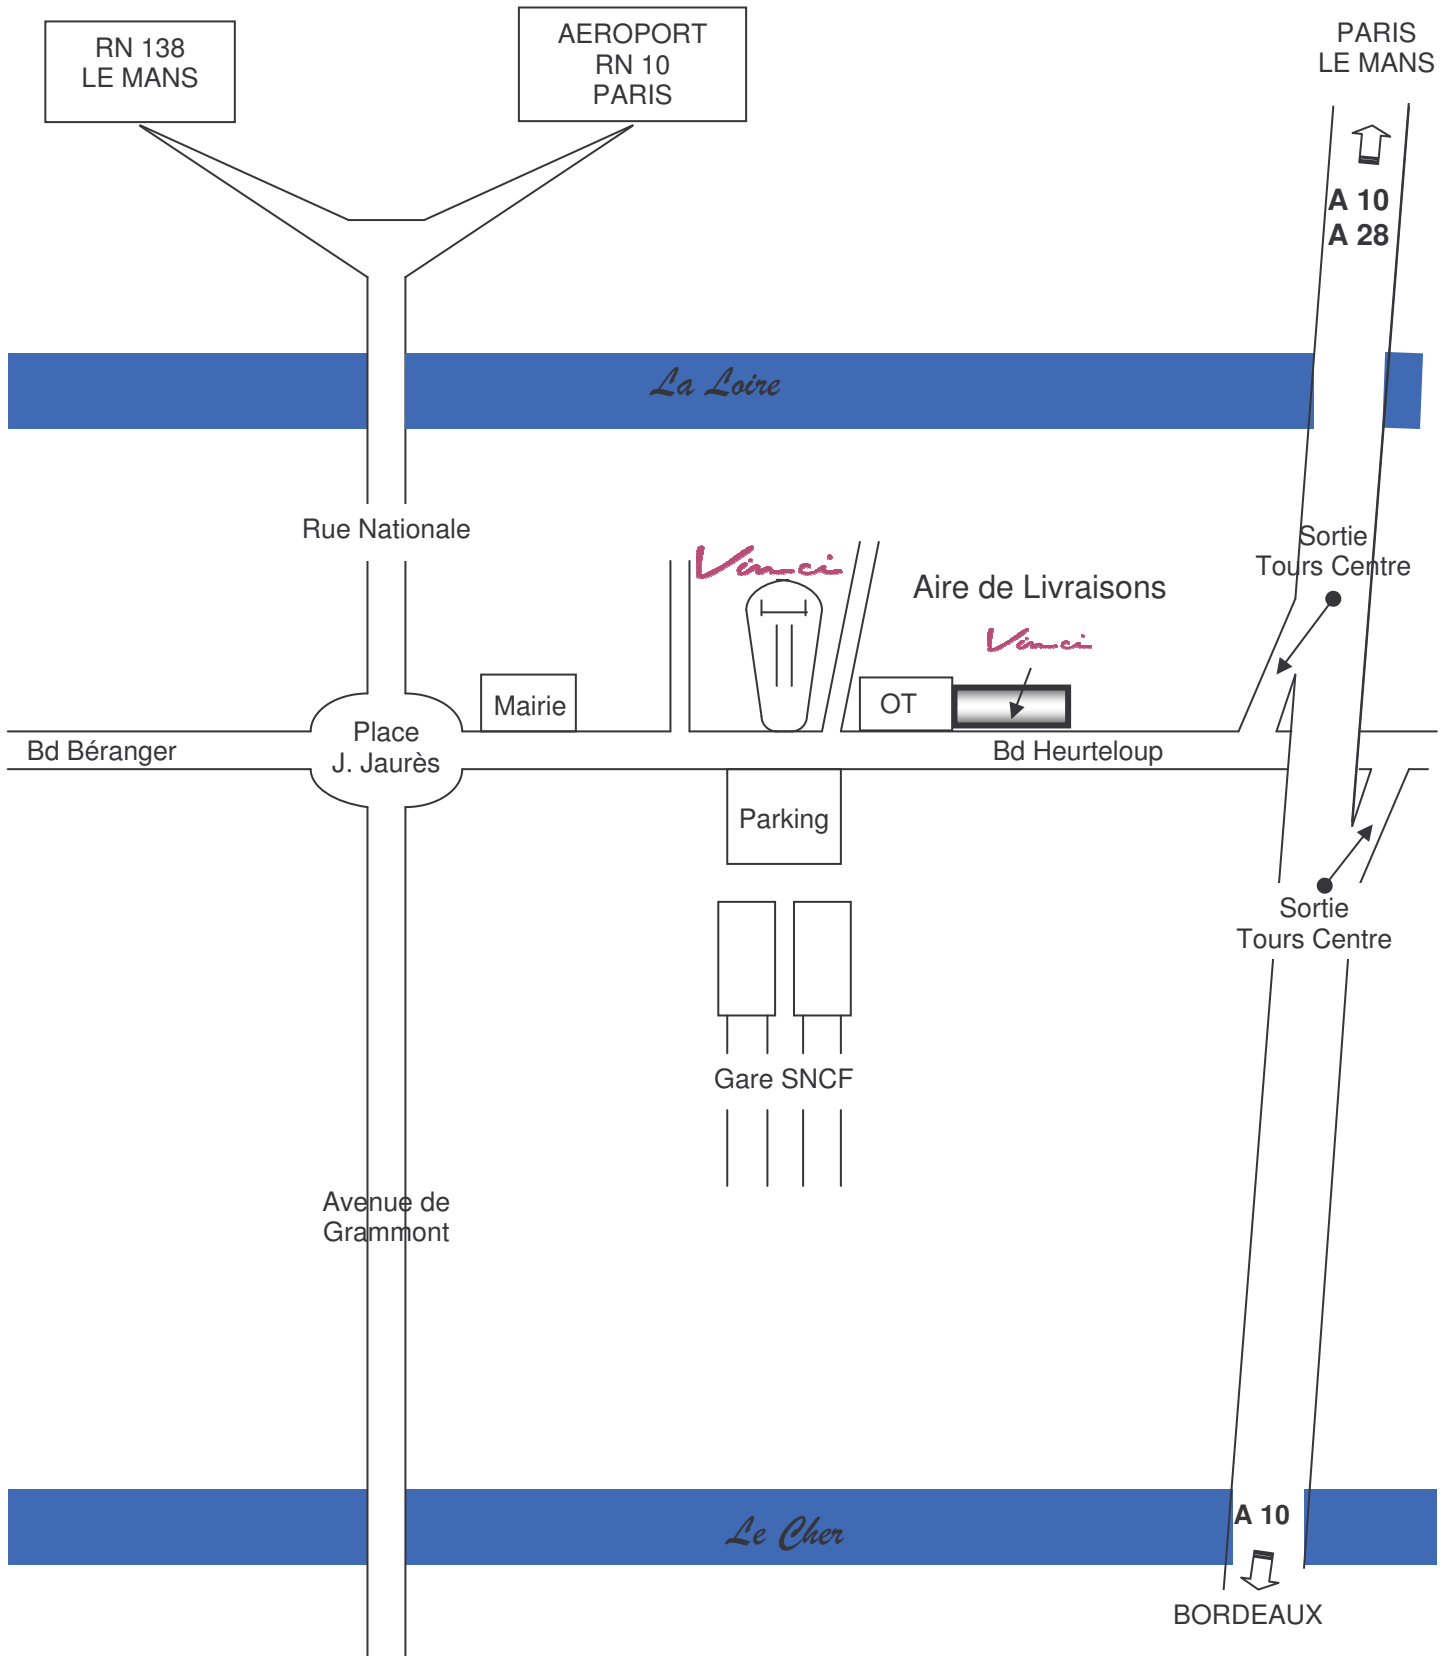 RN 138
LE MANS
AEROPORT
RN 10
PARIS
PARIS
LE MANS
A 10
A 28
La Loire
Rue Nationale
Vinci
Sortie
Tours Centre
Aire de Livraisons
Vinci
Mairie
OT
Place
J. Jaurès
Bd Béranger
Bd Heurteloup
Parking
Sortie
Tours Centre
Gare SNCF
Avenue de
Grammont
Le Cher
A 10
BORDEAUX